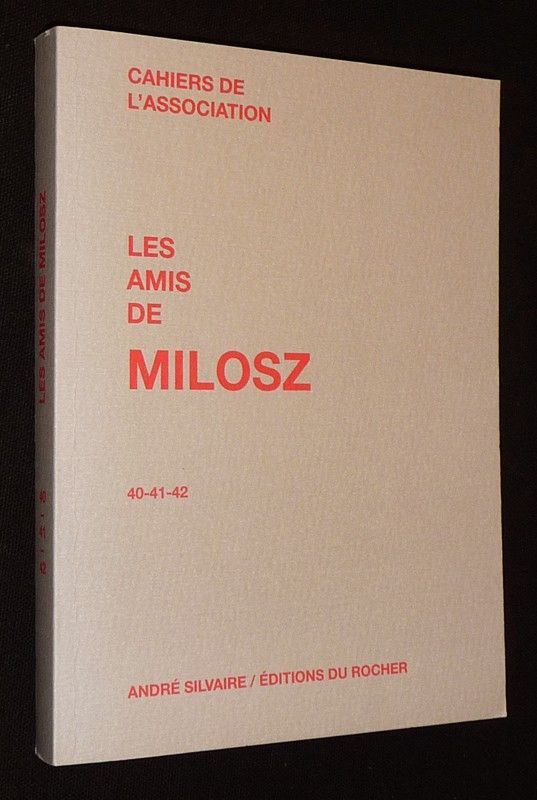 CAHIERS DE
L'ASSOCIATION
LES
AMIS
DE
MILOSZ
40-41-42
ANDRÉ SILVAIRE / ÉDITIONS DU ROCHER
LES AMIS DE MILOSZ